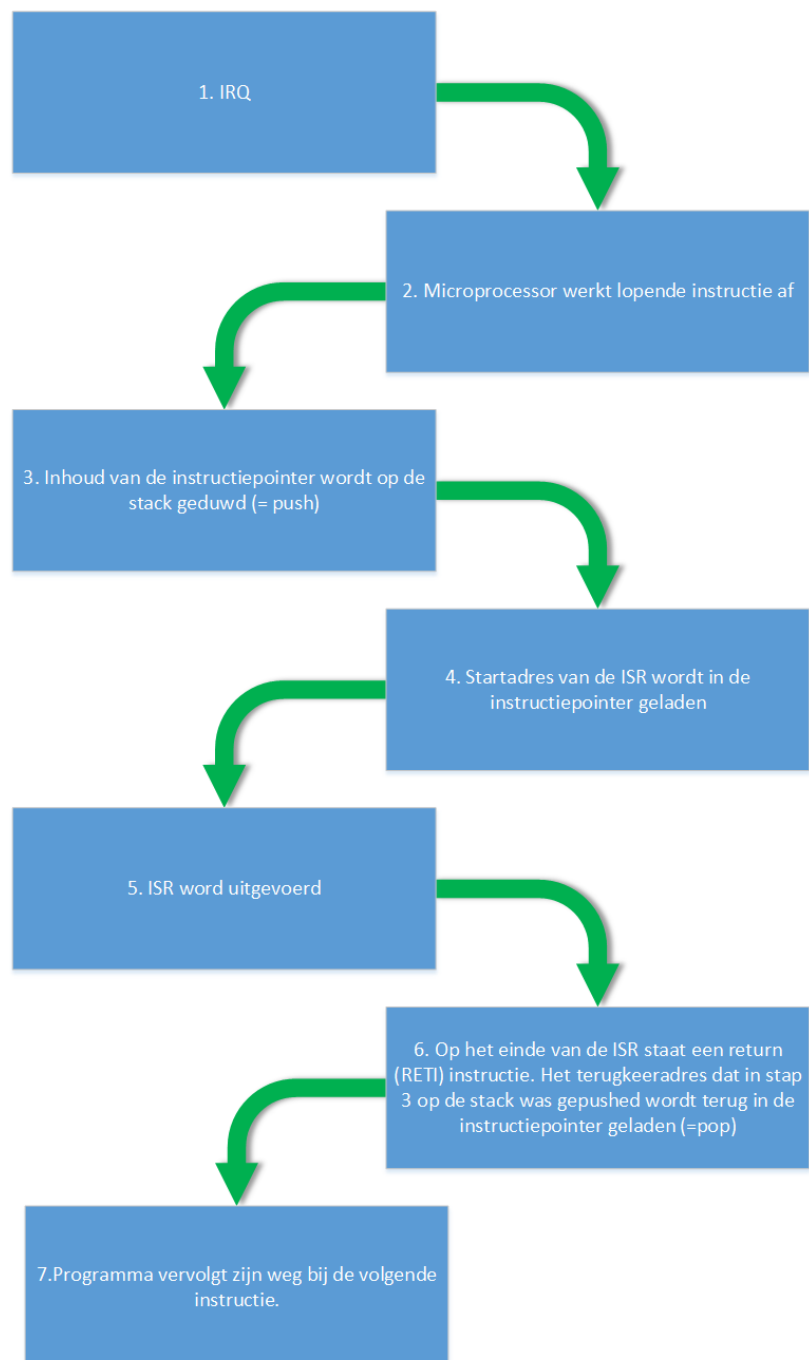 1. IRQ
2. Microprocessor werkt lopende instructie af
3. Inhoud van de instructiepointer wordt op de
stack geduwd (= push)
4. Startadres van de ISR wordt in de
instructiepointer geladen
5. ISR word uitgevoerd
6. Op het einde van de ISR staat een return
(RETI) instructie. Het terugkeeradres dat in stap
3 op de stack was gepushed wordt terug in de
instructiepointer geladen (=pop)
7.Programma vervolgt zijn weg bij de volgende
instructie.